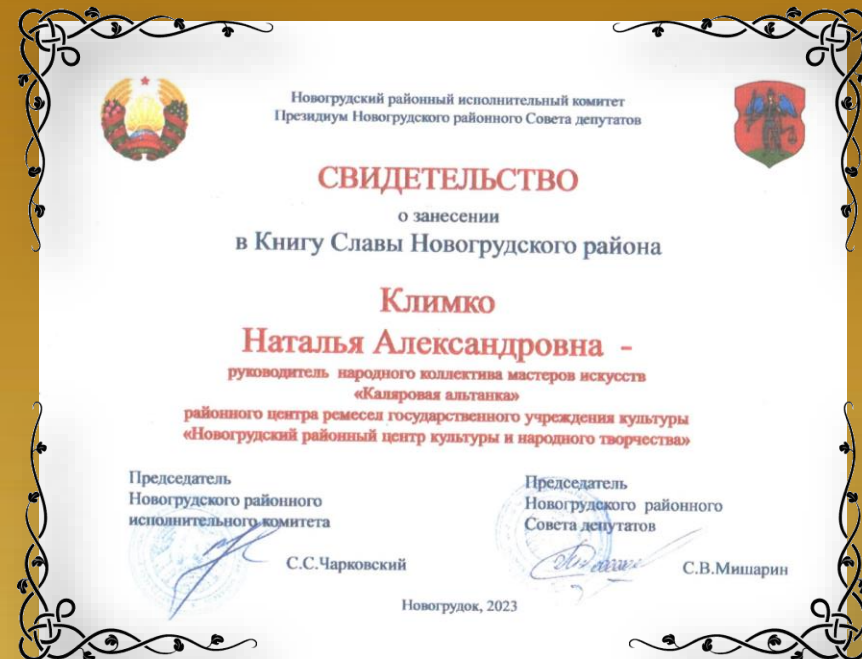 Новогрудский районный исполнительный комитет
Президиум Новогрудского районного Совета депутатов
СВИДЕТЕЛЬСТВО
о занесении
в Книгу Славы Новогрудского района
Климко
Наталья Александровна -
руководитель народного коллектива мастеров искусств
«Каляровая альтанка»
районного центра ремесел государственного учреждения культуры
«Новогрудский районный центр культуры и народного творчества»
Председатель
Новогрудского районного
исполнительного комитета
С.С.Чарковский
Председатель
Новогрудского районного
Совета депутатов
С.В.Мишарин
Новогрудок, 2023